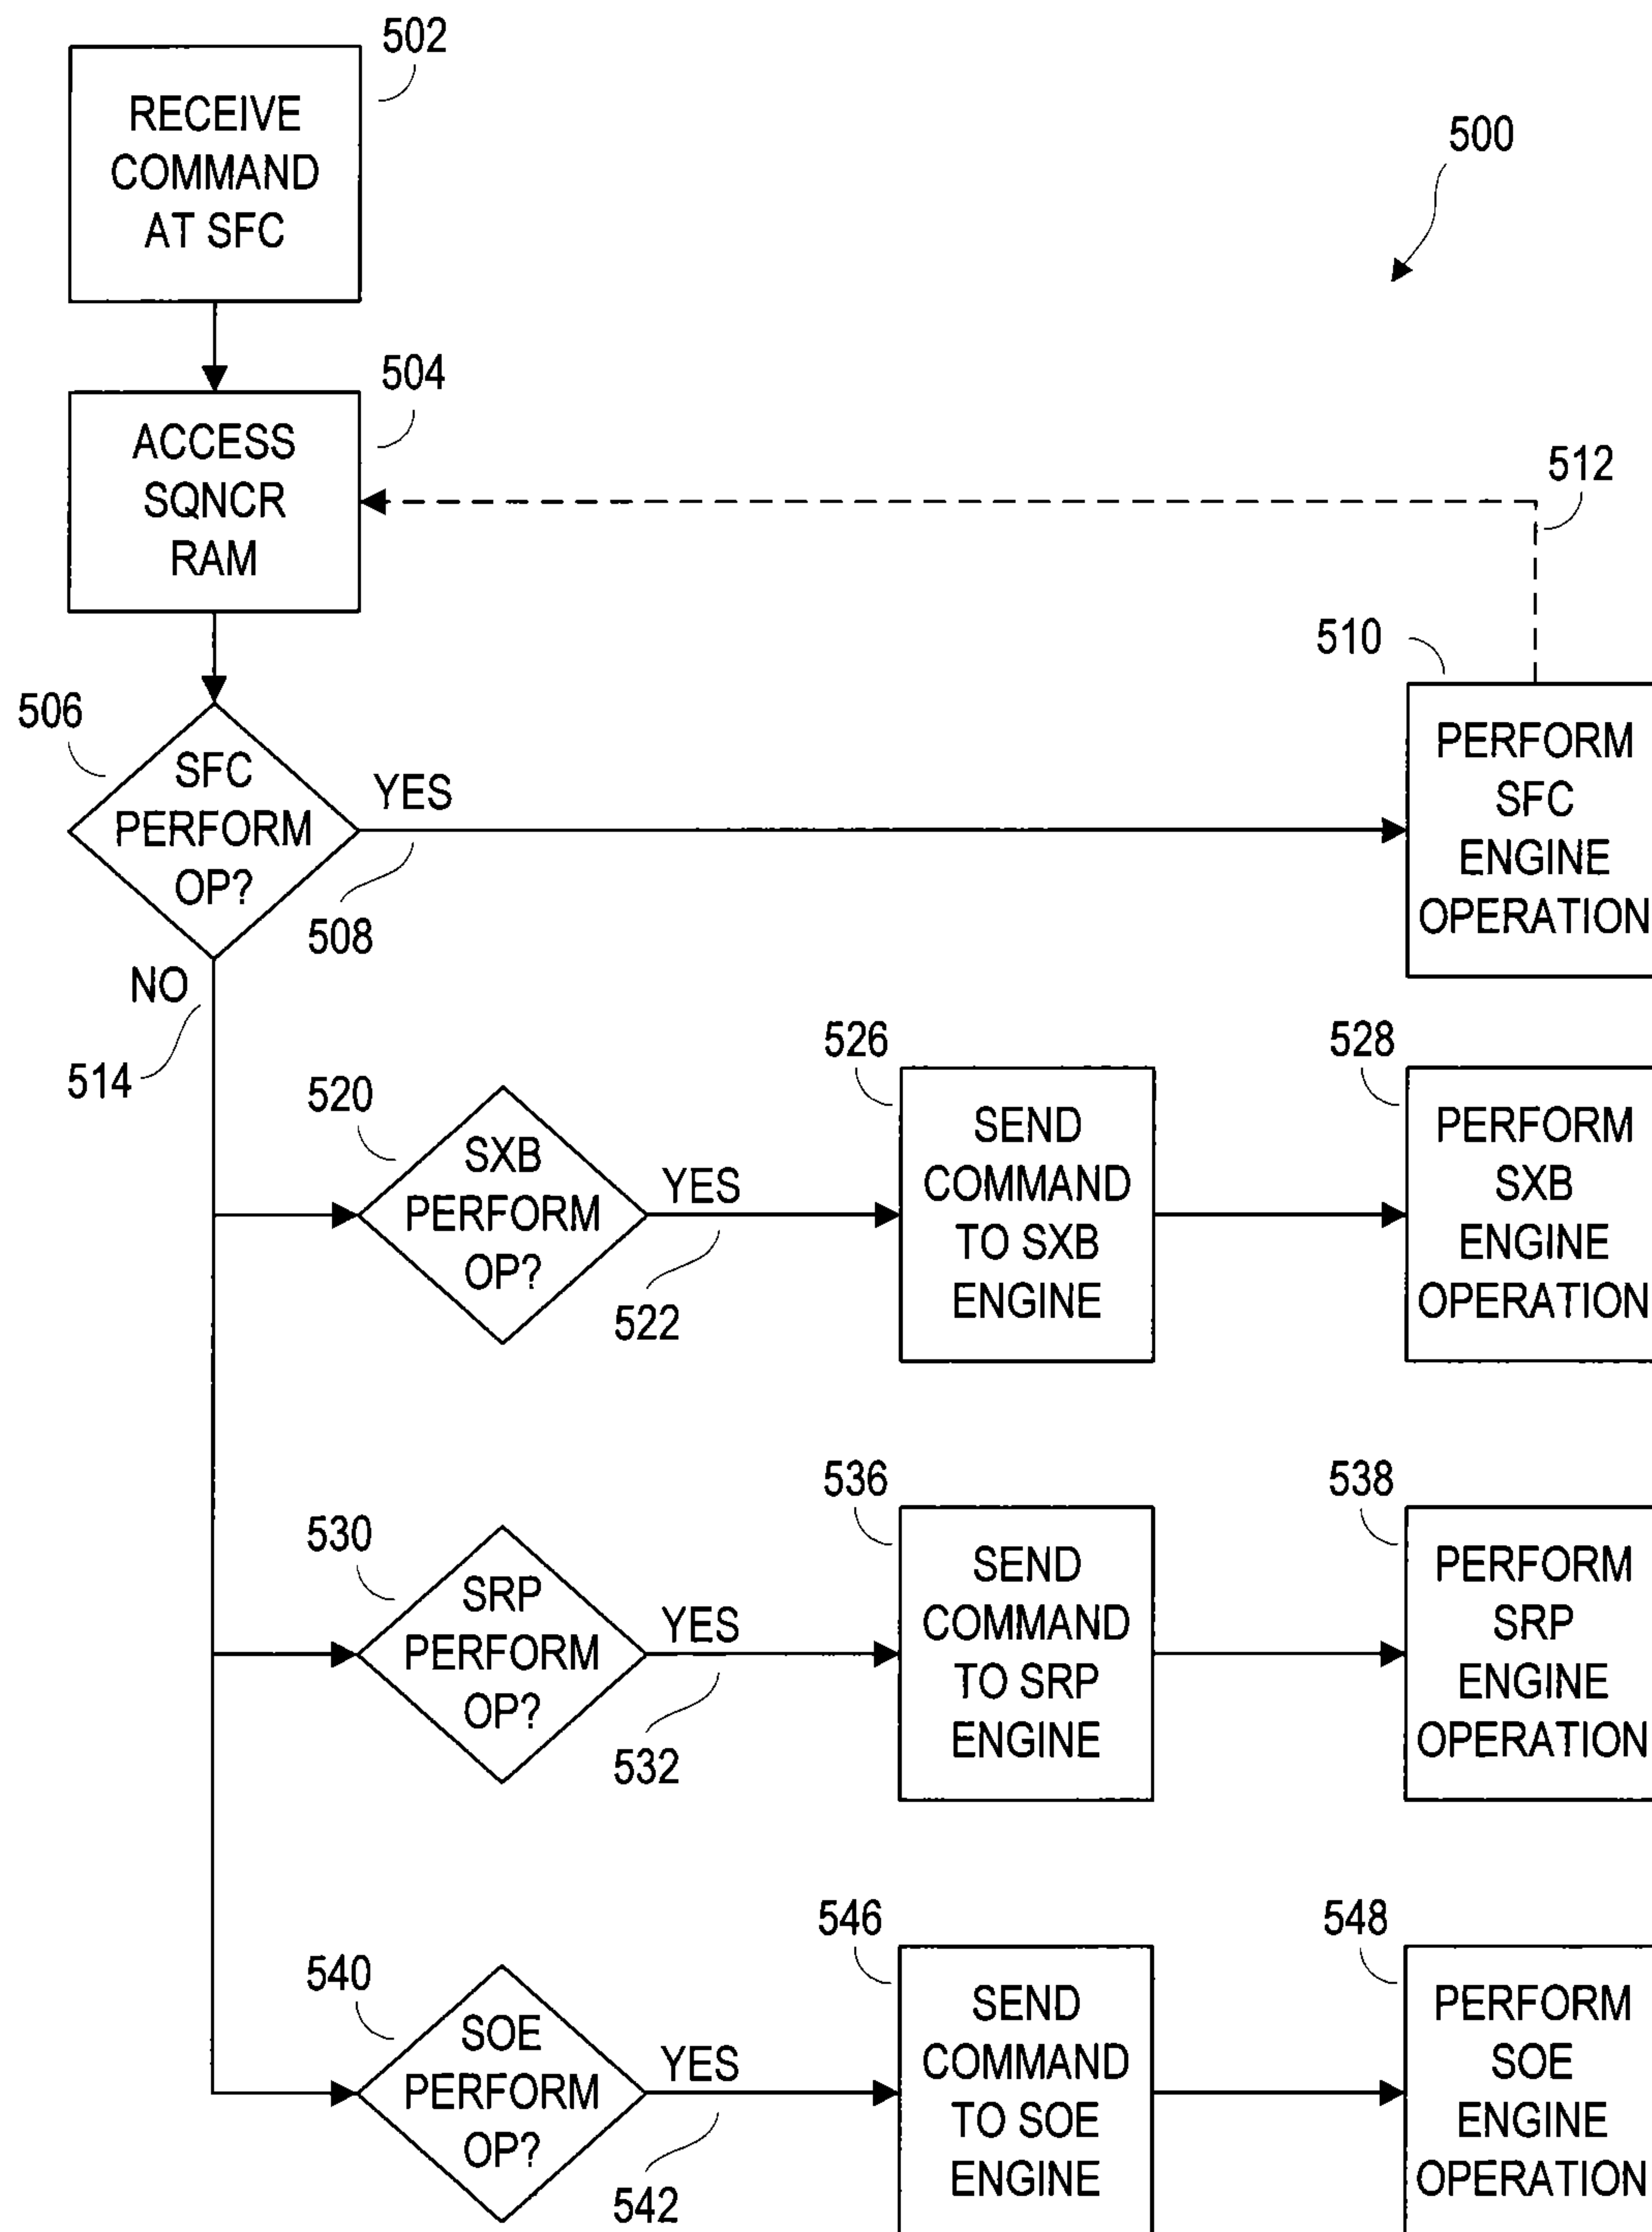 502
RECEIVE
COMMAND
AT SFC
500
504
ACCESS
SQNCR
RAM
512
510
506
SFC
PERFORM
OP?
YES
508
PERFORM
SFC
ENGINE
OPERATION
NO
514
520
SXB
PERFORM
OP?
YES
522
526
SEND
COMMAND
TO SXB
ENGINE
528
PERFORM
SXB
ENGINE
OPERATION
530
SRP
PERFORM
OP?
YES
532
536
SEND
COMMAND
TO SRP
ENGINE
538
PERFORM
SRP
ENGINE
OPERATION
540
SOE
PERFORM
OP?
YES
542
546
SEND
COMMAND
TO SOE
ENGINE
548
PERFORM
SOE
ENGINE
OPERATION